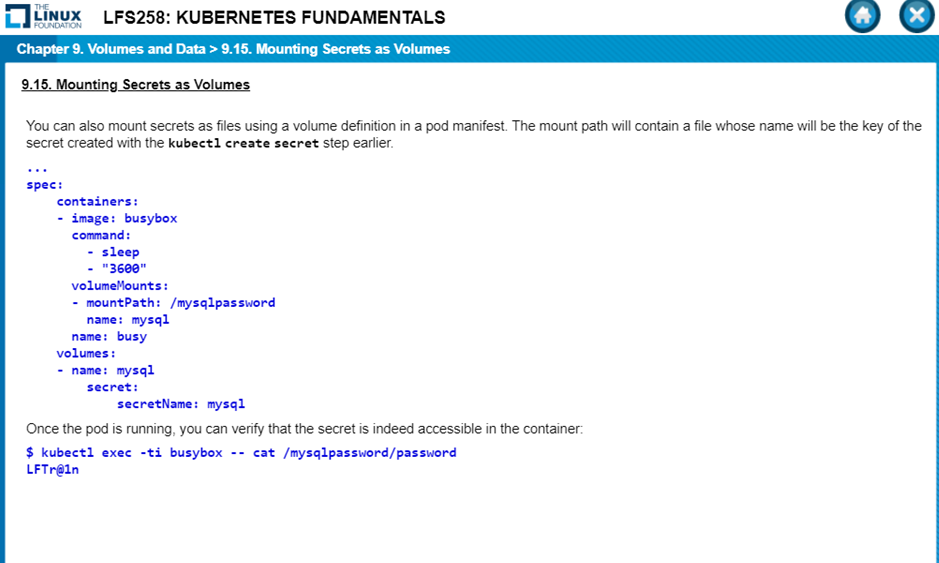 THE
LINUX
FOUNDATION
LFS258: KUBERNETES FUNDAMENTALS
Chapter 9. Volumes and Data > 9.15. Mounting Secrets as Volumes
9.15. Mounting Secrets as Volumes
You can also mount secrets as files using a volume definition in a pod manifest. The mount path will contain a file whose name will be the key of the
secret created with the kubectl create secret step earlier.
...
spec:
    containers:
    - image: busybox
      command:
        - sleep
        - "3600"
      volumeMounts:
      - mountPath: /mysqlpassword
        name: mysql
      name: busy
    volumes:
    - name: mysql
        secret:
            secretName: mysql
Once the pod is running, you can verify that the secret is indeed accessible in the container:
$ kubectl exec -ti busybox -- cat /mysqlpassword/password
LFTr@1n